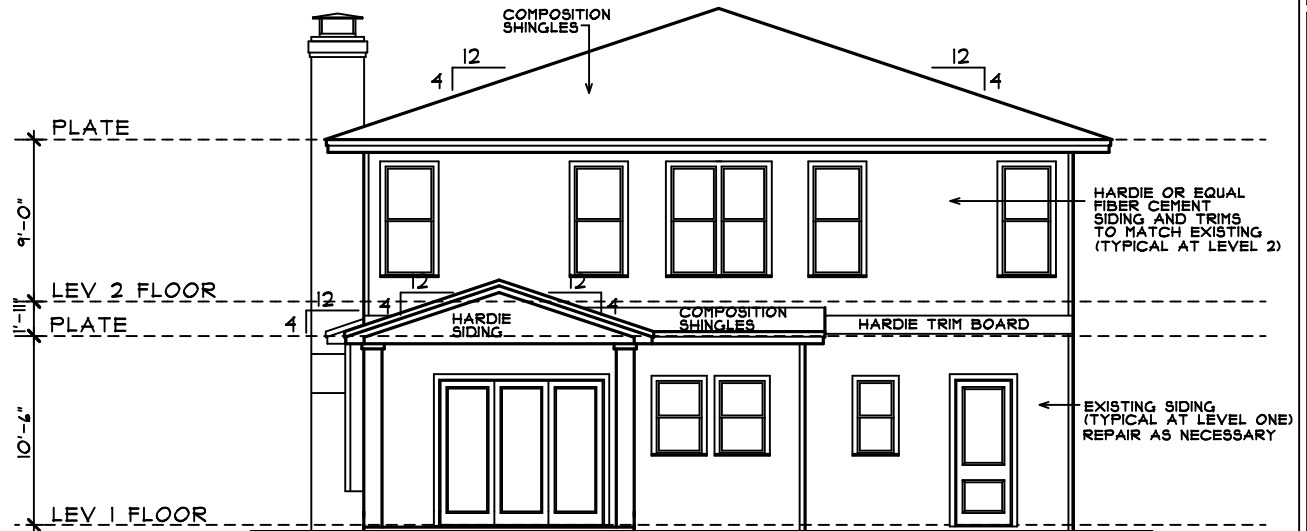 COMPOSITION
SHINGLES
12
4
12
4
PLATE
9'-0"
HARDIE OR EQUAL
FIBER CEMENT
SIDING AND TRIMS
TO MATCH EXISTING
(TYPICAL AT LEVEL 2)
LEV 2 FLOOR
12
4
12
4
12
4
1'-11"
PLATE
HARDIE
SIDING
COMPOSITION
SHINGLES
HARDIE TRIM BOARD
10'-6"
EXISTING SIDING
(TYPICAL AT LEVEL ONE)
REPAIR AS NECESSARY
LEV 1 FLOOR